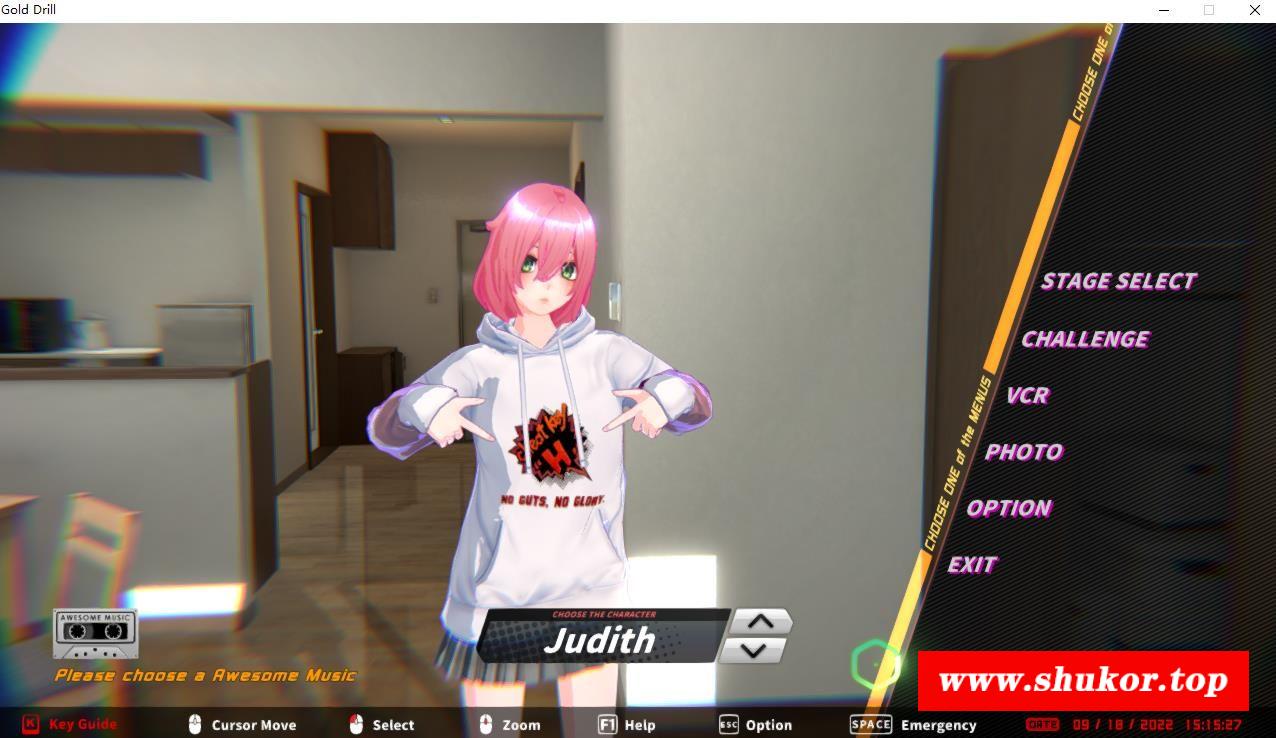 Gold Drill
CHOOSE ONE of
STAGE SELECT
CHALLENGE
VCR
CHOOSE ONE of the MENUS
PHOTO
OPTION
EXIT
H
NO GUTS, NO GLORY.
AWESOME MUSIC
Please choose a Awesome Music
CHOOSE THE CHARACTER
Judith
www.shukor.top
K Key Guide
Cursor Move
Select
Zoom
F1 Help
ESC Option
SPACE Emergency
DATE 09 / 18 / 2022 15:15:27